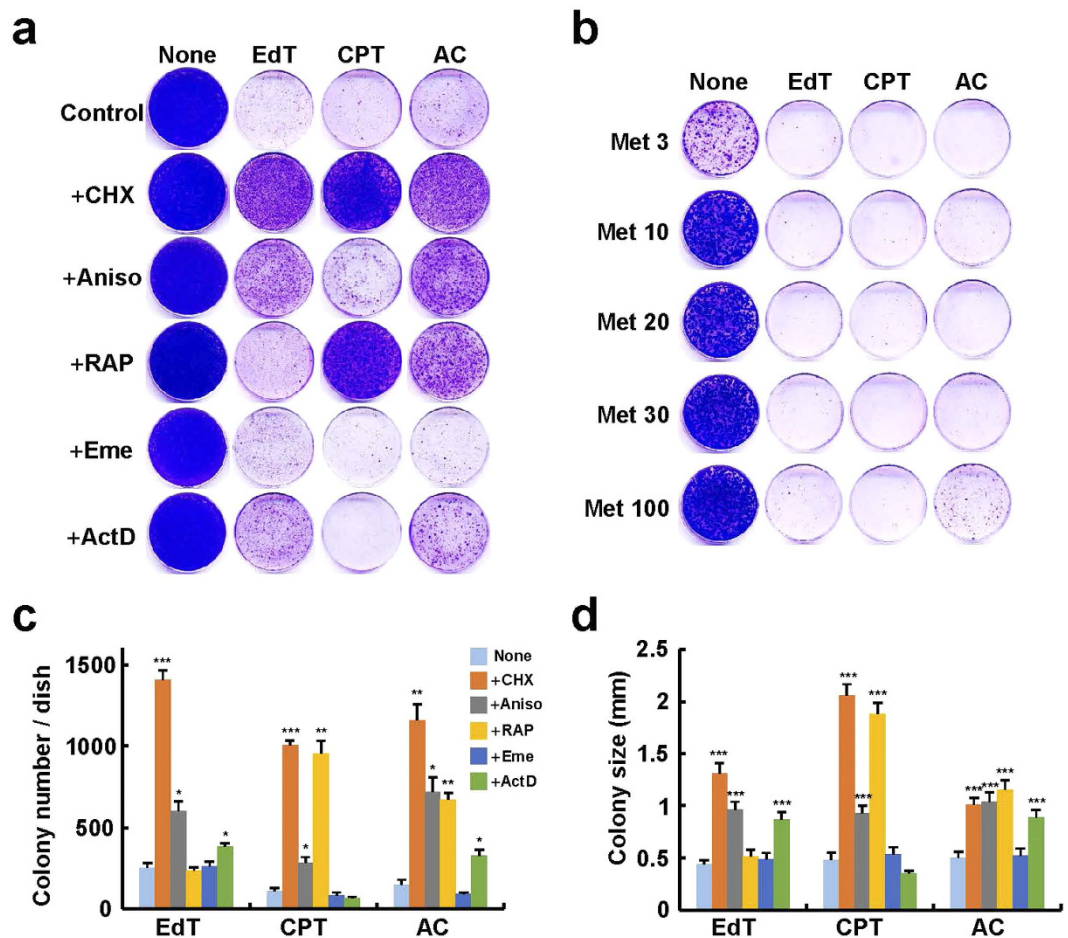 a
None EdT CPT AC
Control
+CHX
+Aniso
+RAP
+Eme
+ActD
b
None EdT CPT AC
Met 3
Met 10
Met 20
Met 30
Met 100
c
Colony number / dish
1500
1000
500
0
*** * *
*** * **
** * ** *
None
+CHX
+Aniso
+RAP
+Eme
+ActD
EdT CPT AC
d
Colony size (mm)
2.5
2
1.5
1
0.5
0
*** *** ***
*** *** ***
*** *** *** ***
EdT CPT AC